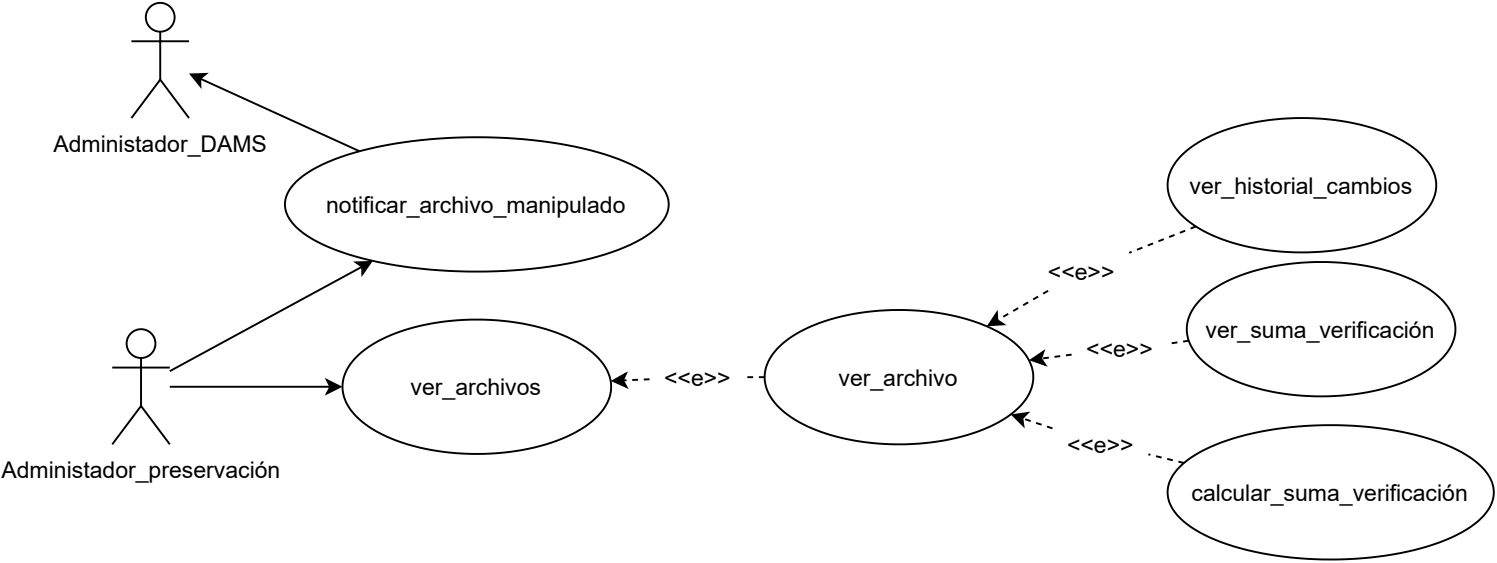 Administador_DAMS
notificar_archivo_manipulado
ver_historial_cambios
<<e>>
ver_suma_verificación
<<e>>
ver_archivos
<<e>>
ver_archivo
<<e>>
Administador_preservación
calcular_suma_verificación